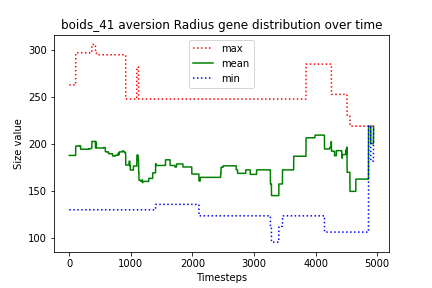 boids_41 aversion Radius gene distribution over time
max
mean
min
Size value
300
250
200
150
100
0
1000
2000
3000
4000
5000
Timesteps